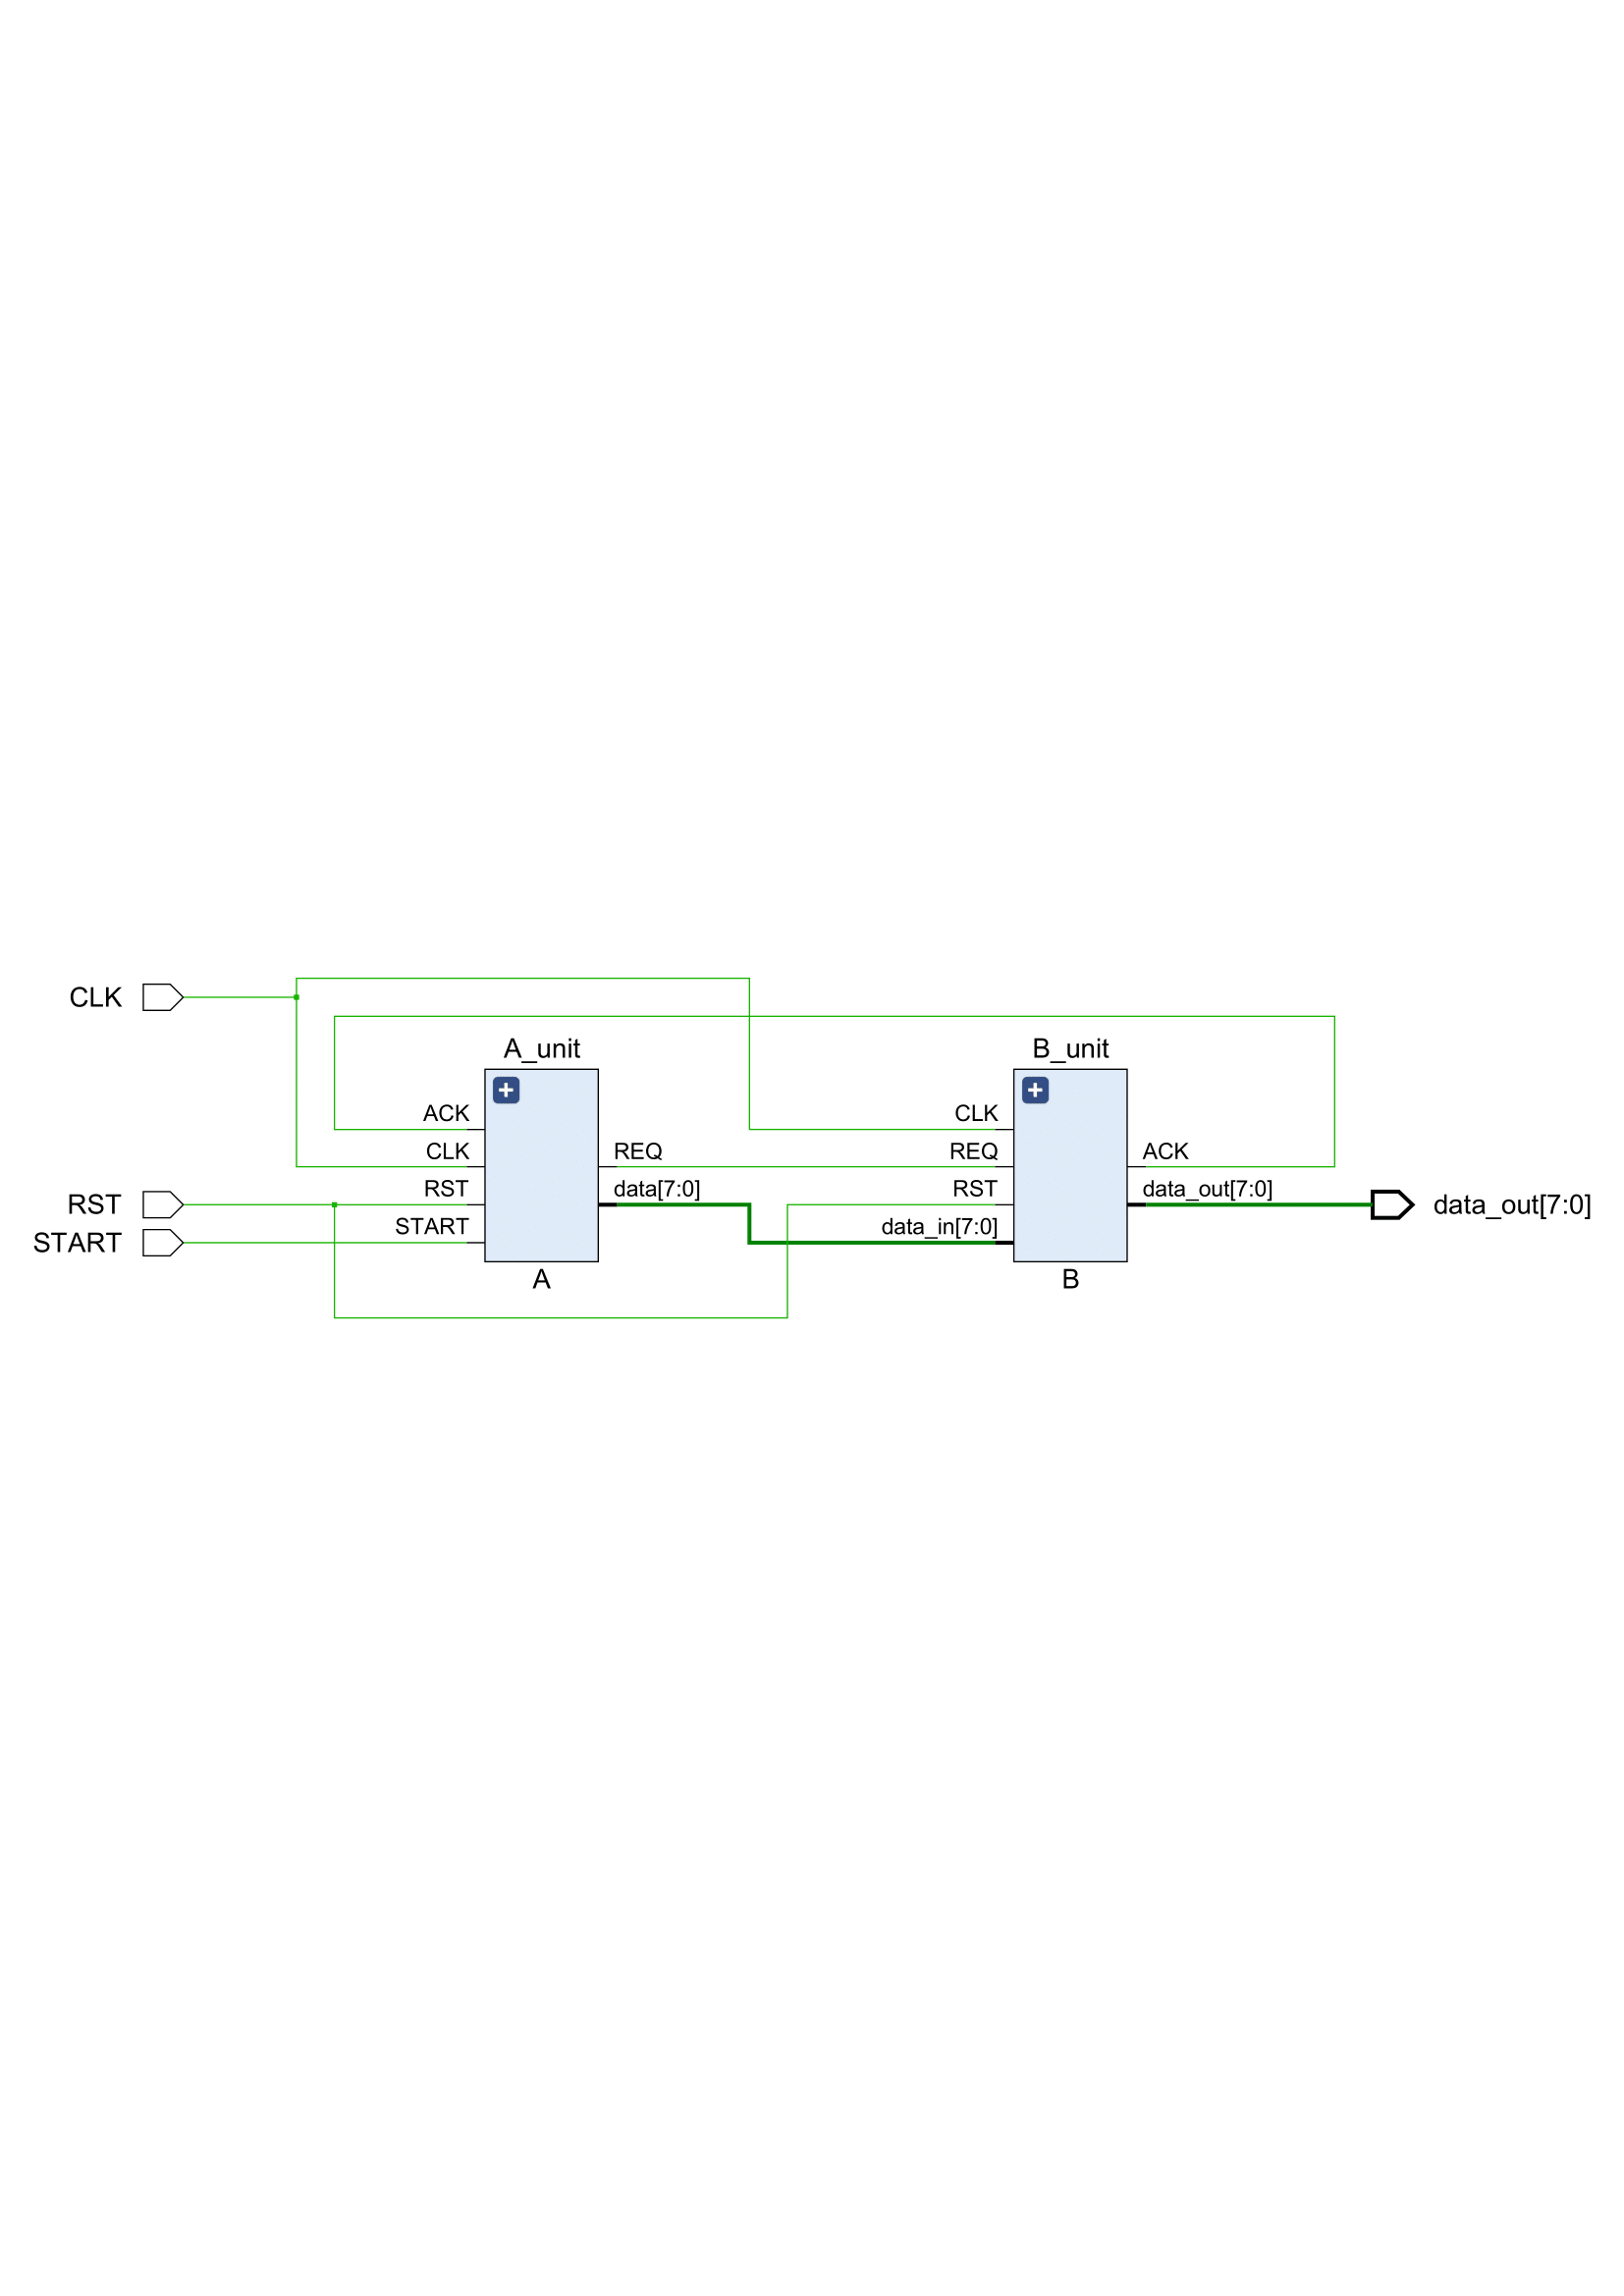 CLK
RST
START
A_unit
ACK
CLK
RST
START
REQ
data[7:0]
A
B_unit
CLK
REQ
RST
data_in[7:0]
ACK
data_out[7:0]
B
data_out[7:0]